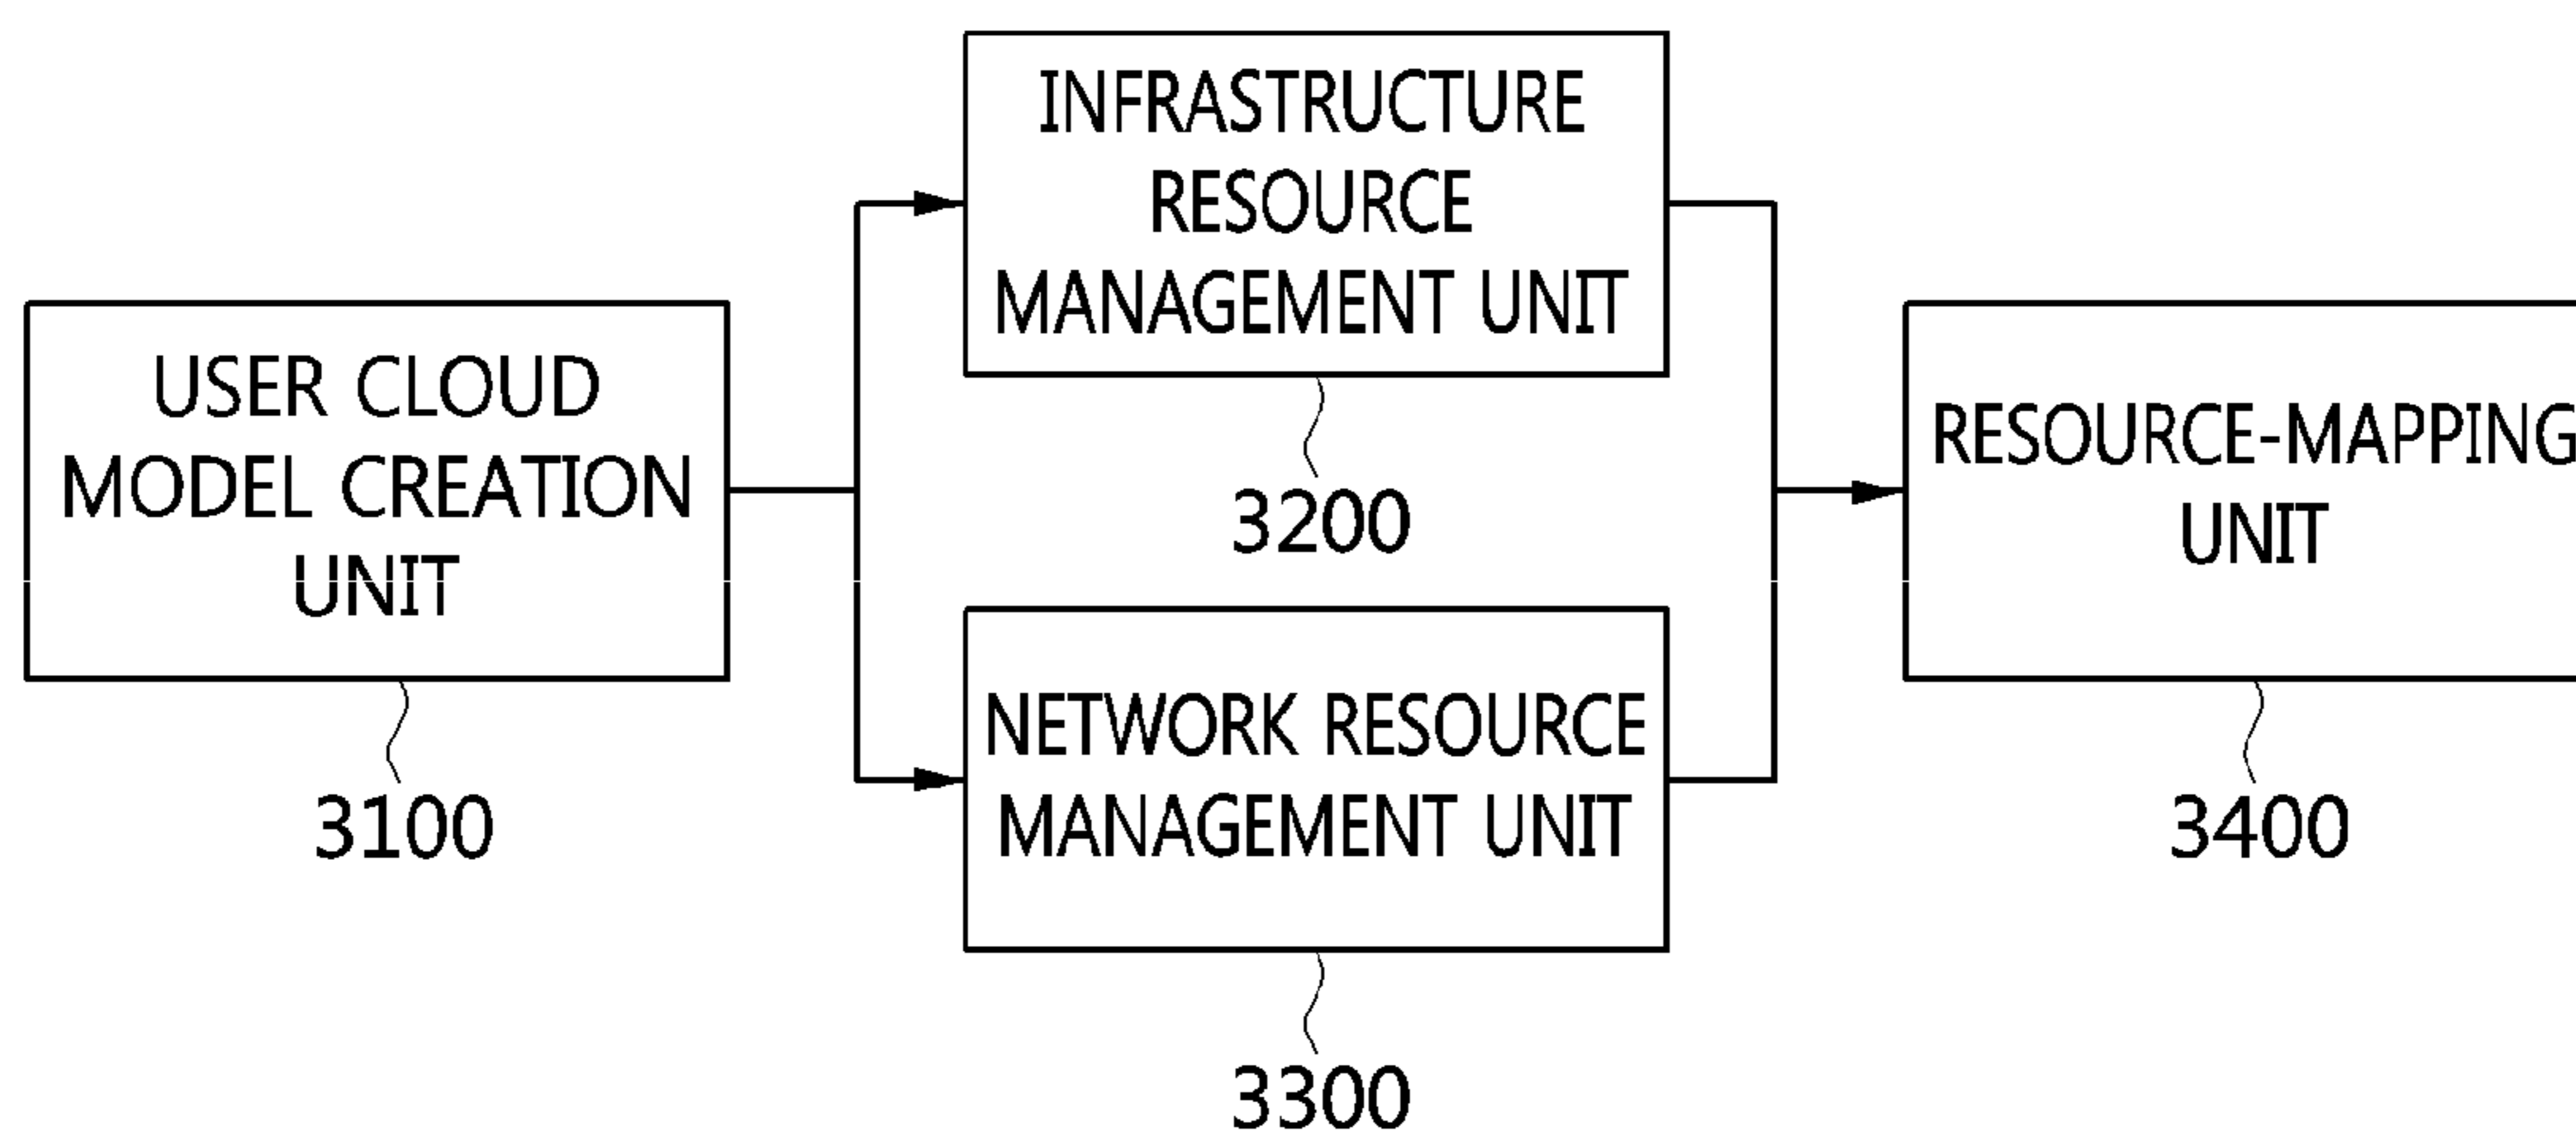 USER CLOUD
MODEL CREATION
UNIT
3100
INFRASTRUCTURE
RESOURCE
MANAGEMENT UNIT
3200
NETWORK RESOURCE
MANAGEMENT UNIT
3300
RESOURCE-MAPPING
UNIT
3400